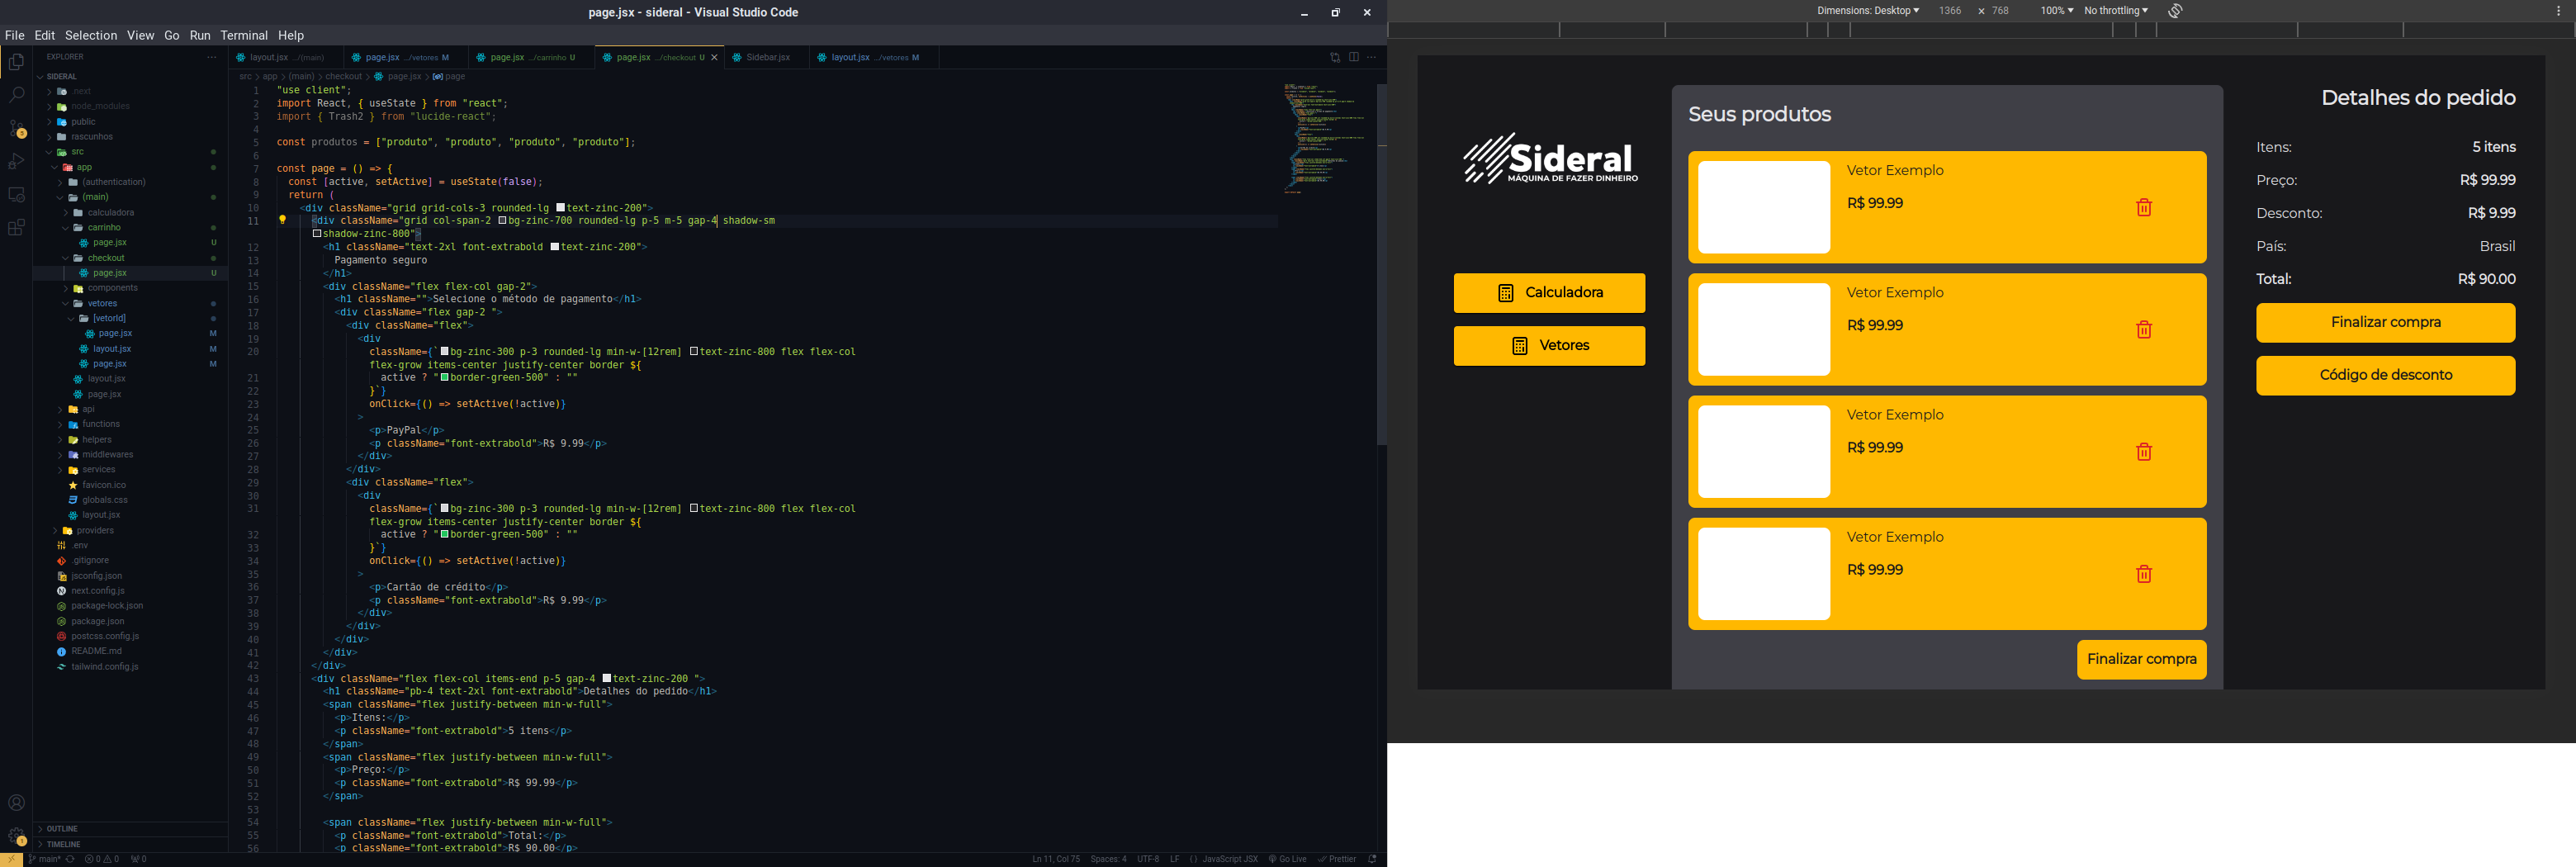 page.jsx - sideral - Visual Studio Code
File Edit Selection View Go Run Terminal Help
EXPLORER
SIDERAL
.next
node_modules
public
rascunhos
src
app
(authentication)
(main)
calculadora
carrinho
page.jsx U
checkout
page.jsx U
components
vetores
[vetorId]
page.jsx M
layout.jsx M
page.jsx M
layout.jsx
page.jsx
api
functions
helpers
middlewares
services
favicon.ico
globals.css
layout.jsx
providers
.env
.gitignore
jsconfig.json
next.config.js
package-lock.json
package.json
postcss.config.js
README.md
tailwind.config.js
OUTLINE
TIMELINE
layout.jsx .../(main)
page.jsx .../vetores M
page.jsx .../carrinho U
page.jsx .../checkout U
Sidebar.jsx
layout.jsx .../vetores M
src > app > (main) > checkout > page.jsx > page
1 "use client";
2 import React, { useState } from "react";
3 import { Trash2 } from "lucide-react";
4
5 const produtos = ["produto", "produto", "produto", "produto"];
6
7 const page = () => {
8 const [active, setActive] = useState(false);
9 return (
10 <div className="grid grid-cols-3 rounded-lg text-zinc-200">
11 <div className="grid col-span-2 bg-zinc-700 rounded-lg p-5 m-5 gap-4 shadow-sm
shadow-zinc-800">
12 <h1 className="text-2xl font-extrabold text-zinc-200">
13 Pagamento seguro
14 </h1>
15 <div className="flex flex-col gap-2">
16 <h1 className="">Selecione o método de pagamento</h1>
17 <div className="flex gap-2 ">
18 <div className="flex">
19 <div
20 className={`bg-zinc-300 p-3 rounded-lg min-w-[12rem] text-zinc-800 flex flex-col
flex-grow items-center justify-center border ${
21 active ? "border-green-500" : ""
22 }`}
23 onClick={() => setActive(!active)}
24 >
25 <p>PayPal</p>
26 <p className="font-extrabold">R$ 9.99</p>
27 </div>
28 </div>
29 <div className="flex">
30 <div
31 className={`bg-zinc-300 p-3 rounded-lg min-w-[12rem] text-zinc-800 flex flex-col
flex-grow items-center justify-center border ${
32 active ? "border-green-500" : ""
33 }`}
34 onClick={() => setActive(!active)}
35 >
36 <p>Cartão de crédito</p>
37 <p className="font-extrabold">R$ 9.99</p>
38 </div>
39 </div>
40 </div>
41 </div>
42 </div>
43 <div className="flex flex-col items-end p-5 gap-4 text-zinc-200 ">
44 <h1 className="pb-4 text-2xl font-extrabold">Detalhes do pedido</h1>
45 <span className="flex justify-between min-w-full">
46 <p>Itens:</p>
47 <p className="font-extrabold">5 itens</p>
48 </span>
49 <span className="flex justify-between min-w-full">
50 <p>Preço:</p>
51 <p className="font-extrabold">R$ 99.99</p>
52 </span>
53
54 <span className="flex justify-between min-w-full">
55 <p className="font-extrabold">Total:</p>
56 <p className="font-extrabold">R$ 90.00</p>
main* 0 0 0
Ln 11, Col 75 Spaces: 4 UTF-8 LF {} JavaScript JSX Go Live Prettier
Dimensions: Desktop 1366 × 768 100% No throttling
Sideral
MÁQUINA DE FAZER DINHEIRO
Calculadora
Vetores
Seus produtos
Vetor Exemplo
R$ 99.99
Vetor Exemplo
R$ 99.99
Vetor Exemplo
R$ 99.99
Vetor Exemplo
R$ 99.99
Finalizar compra
Detalhes do pedido
Itens: 5 itens
Preço: R$ 99.99
Desconto: R$ 9.99
País: Brasil
Total: R$ 90.00
Finalizar compra
Código de desconto